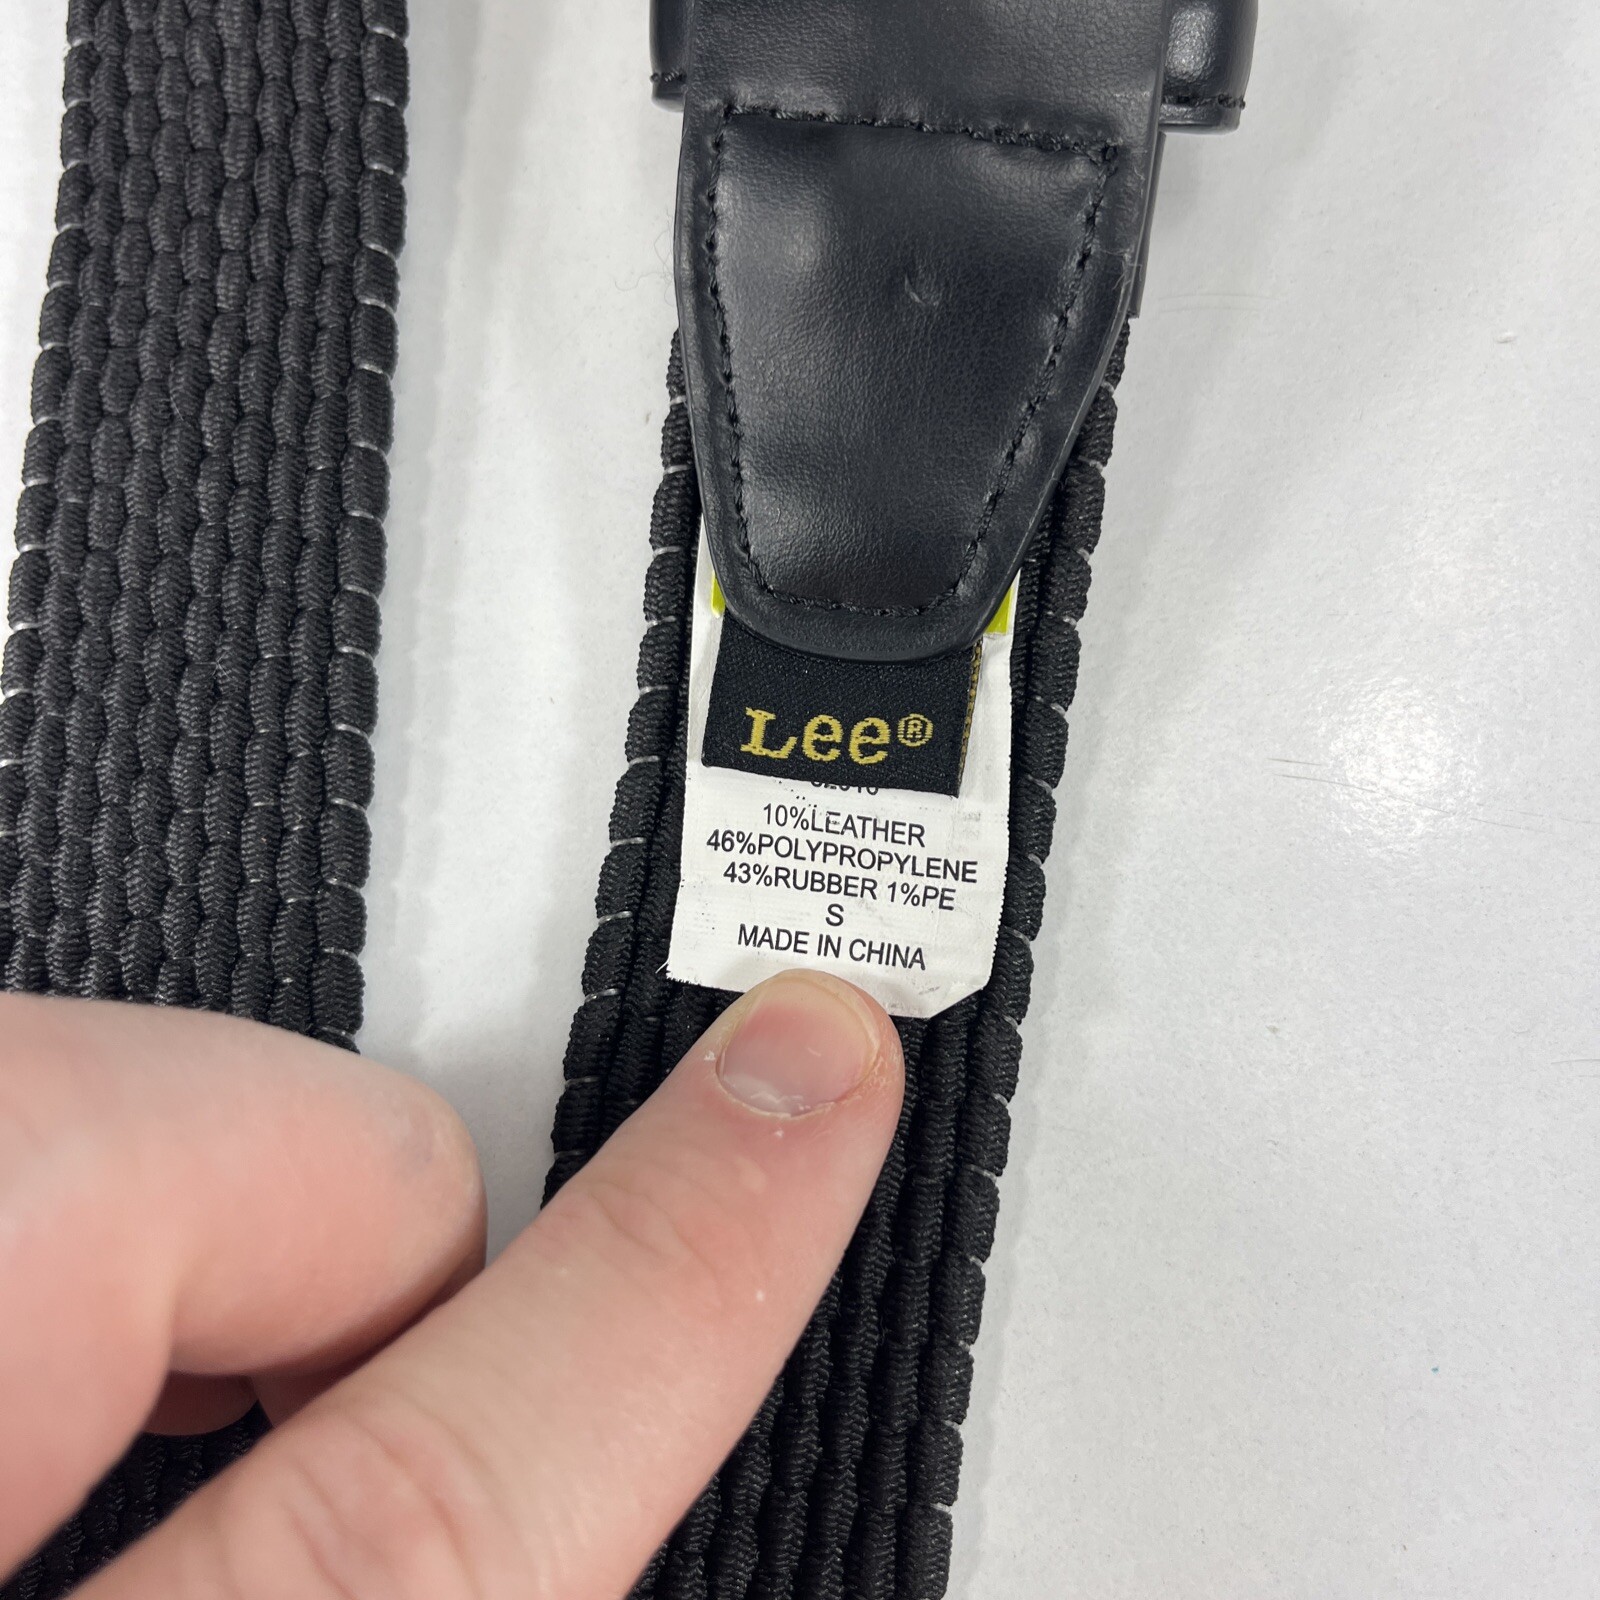 Lee®
10%LEATHER
46%POLYPROPYLENE
43%RUBBER 1%PE
S
MADE IN CHINA